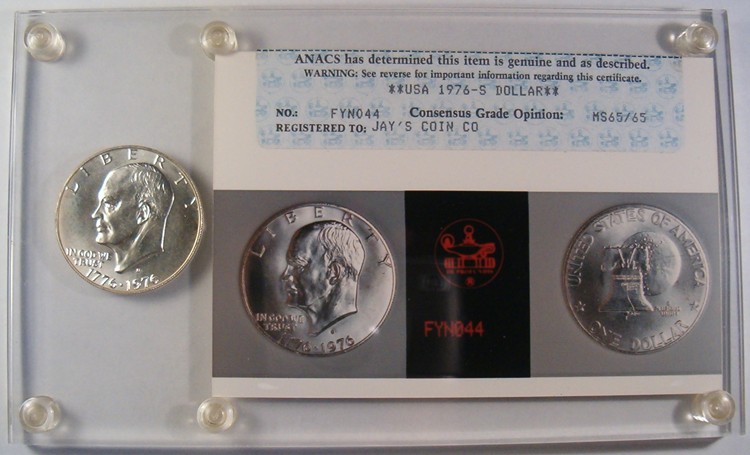 ANACS has determined this item is genuine and as described.
WARNING: See reverse for important information regarding this certificate.
**USA 1976-S DOLLAR**
NO.: FYN044 Consensus Grade Opinion: MS65/65
REGISTERED TO: JAY'S COIN CO
LIBERTY
IN GOD WE
TRUST
1776·1976
LIBERTY
IN GOD WE
TRUST
1776·1976
FYN044
UNITED STATES OF AMERICA
ONE DOLLAR